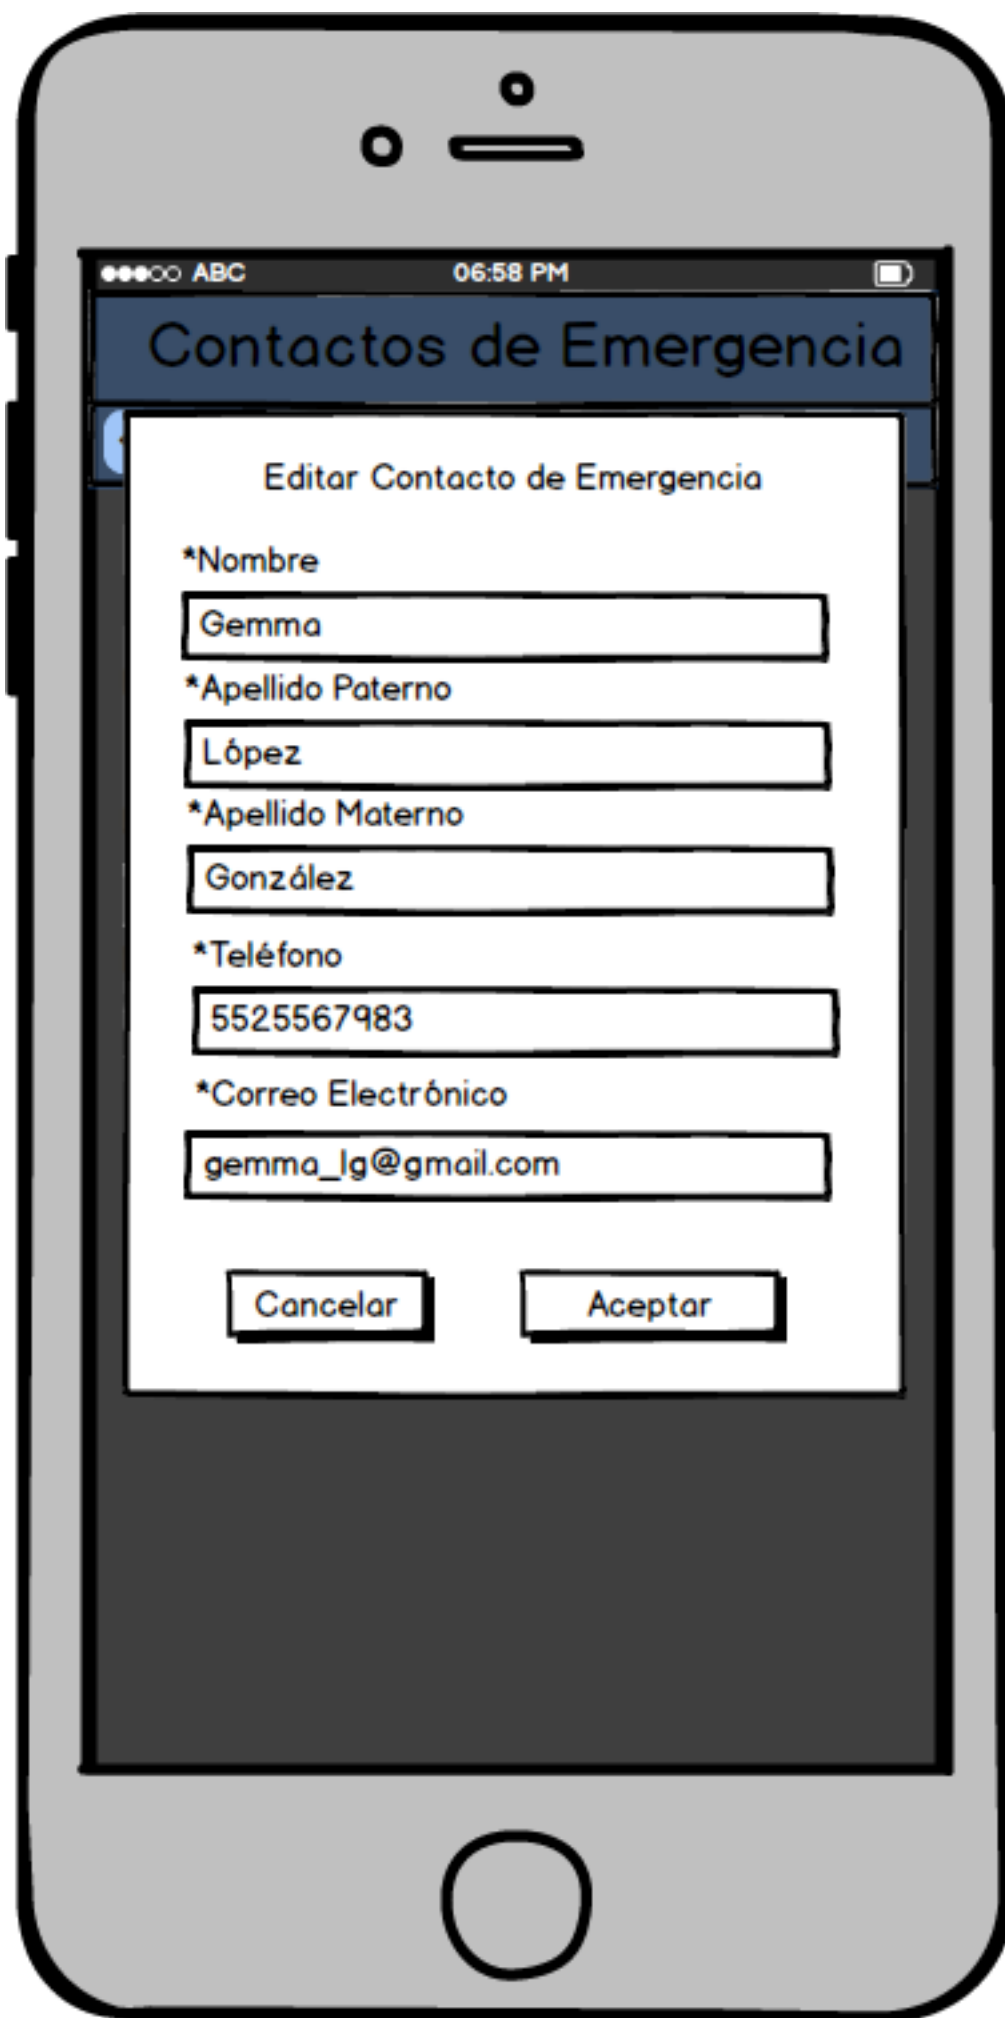 ABC 06:58 PM
Contactos de Emergencia
Editar Contacto de Emergencia
*Nombre
Gemma
*Apellido Paterno
López
*Apellido Materno
González
*Teléfono
5525567983
*Correo Electrónico
gemma_lg@gmail.com
Cancelar Aceptar